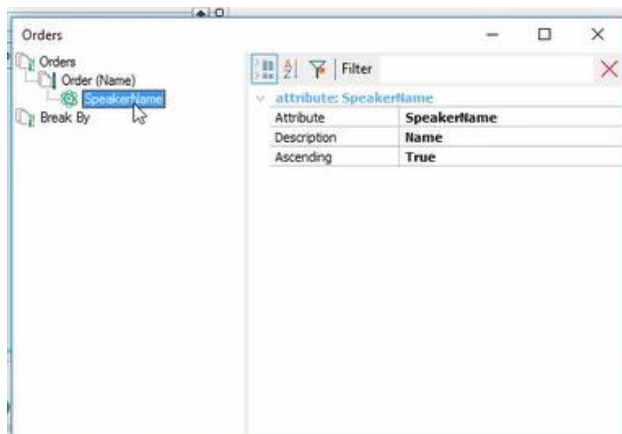 Orders
Orders
Order (Name)
SpeakerName
Break By
Filter
attribute: SpeakerName
Attribute SpeakerName
Description Name
Ascending True